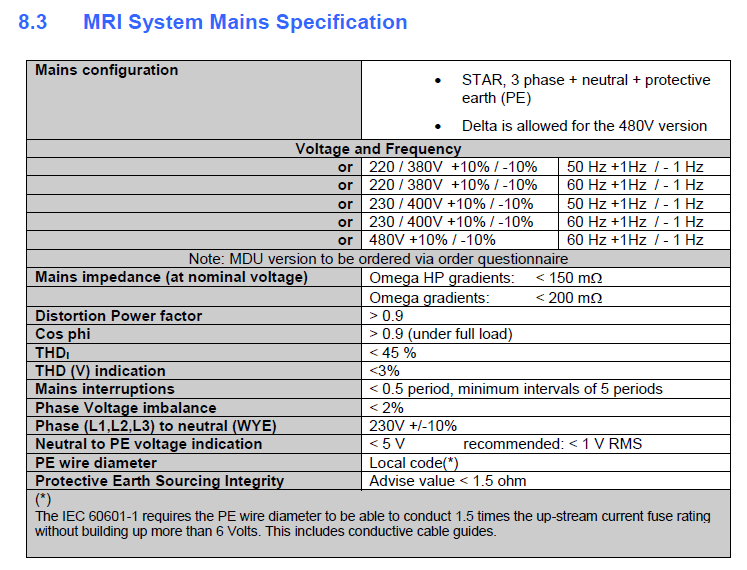 8.3 MRI System Mains Specification
Mains configuration
• STAR, 3 phase + neutral + protective
earth (PE)
• Delta is allowed for the 480V version
Voltage and Frequency
or 220 / 380V +10% / -10% 50 Hz +1Hz / - 1 Hz
or 220 / 380V +10% / -10% 60 Hz +1Hz / - 1 Hz
or 230 / 400V +10% / -10% 50 Hz +1Hz / - 1 Hz
or 230 / 400V +10% / -10% 60 Hz +1Hz / - 1 Hz
or 480V +10% / -10% 60 Hz +1Hz / - 1 Hz
Note: MDU version to be ordered via order questionnaire
Mains impedance (at nominal voltage) Omega HP gradients: < 150 mΩ
Omega gradients: < 200 mΩ
Distortion Power factor > 0.9
Cos phi > 0.9 (under full load)
THDI < 45 %
THD (V) indication <3%
Mains interruptions < 0.5 period, minimum intervals of 5 periods
Phase Voltage imbalance < 2%
Phase (L1,L2,L3) to neutral (WYE) 230V +/-10%
Neutral to PE voltage indication < 5 V recommended: < 1 V RMS
PE wire diameter Local code(*)
Protective Earth Sourcing Integrity Advise value < 1.5 ohm
(*)
The IEC 60601-1 requires the PE wire diameter to be able to conduct 1.5 times the up-stream current fuse rating
without building up more than 6 Volts. This includes conductive cable guides.